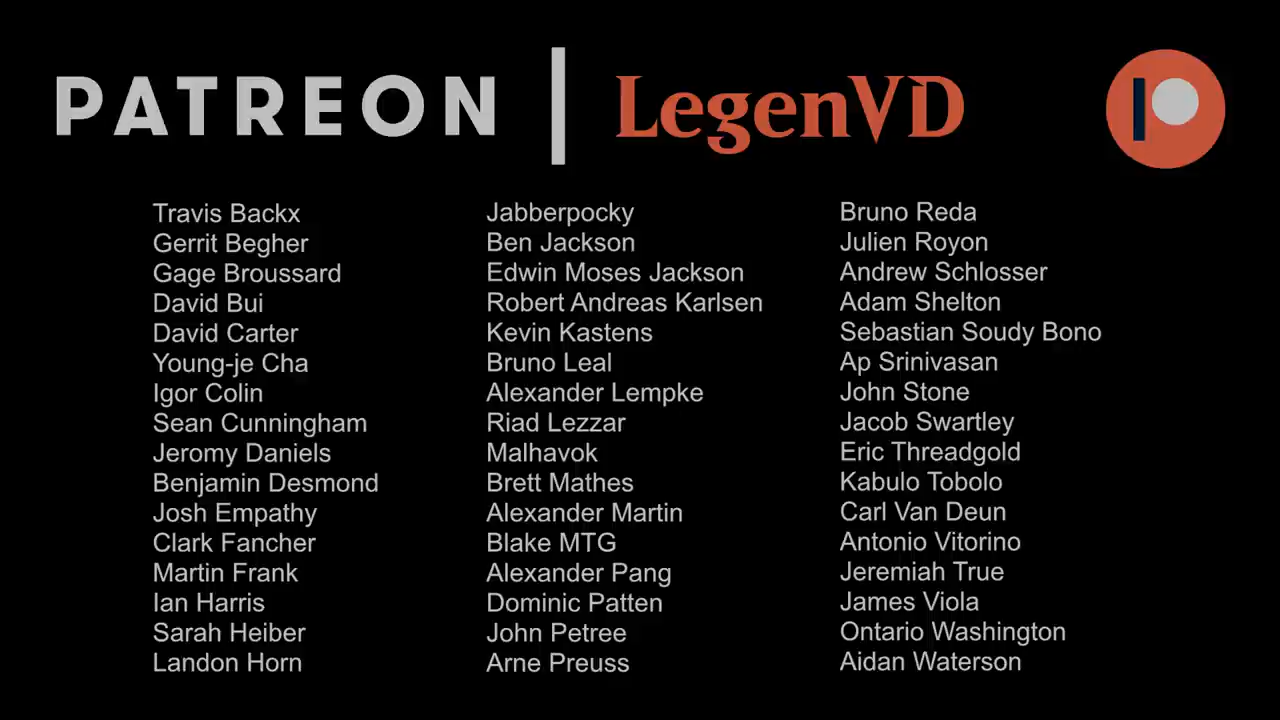 PATREON | LegenVD
Travis Backx
Gerrit Begher
Gage Broussard
David Bui
David Carter
Young-je Cha
Igor Colin
Sean Cunningham
Jeromy Daniels
Benjamin Desmond
Josh Empathy
Clark Fancher
Martin Frank
Ian Harris
Sarah Heiber
Landon Horn
Jabberpocky
Ben Jackson
Edwin Moses Jackson
Robert Andreas Karlsen
Kevin Kastens
Bruno Leal
Alexander Lempke
Riad Lezzar
Malhavok
Brett Mathes
Alexander Martin
Blake MTG
Alexander Pang
Dominic Patten
John Petree
Arne Preuss
Bruno Reda
Julien Royon
Andrew Schlosser
Adam Shelton
Sebastian Soudy Bono
Ap Srinivasan
John Stone
Jacob Swartley
Eric Threadgold
Kabulo Tobolo
Carl Van Deun
Antonio Vitorino
Jeremiah True
James Viola
Ontario Washington
Aidan Waterson